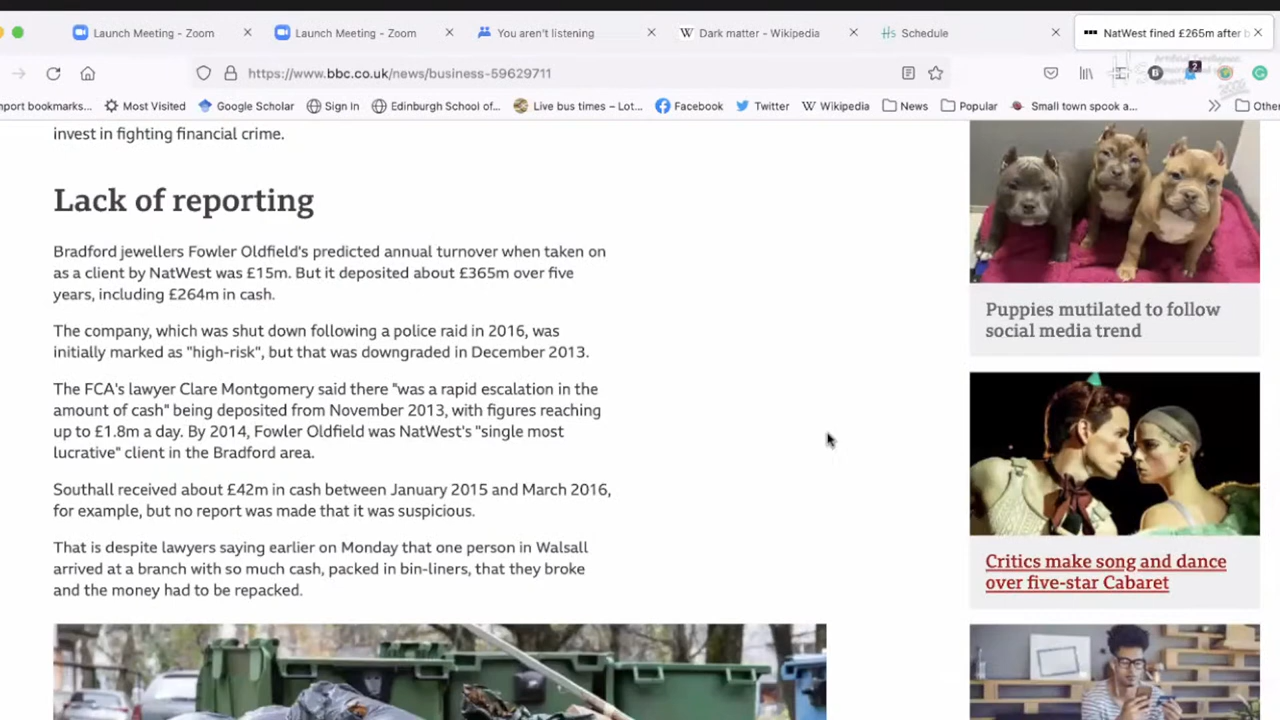 Launch Meeting - Zoom
Launch Meeting - Zoom
You aren't listening
W Dark matter - Wikipedia
Hs Schedule
NatWest fined £265m after b
https://www.bbc.co.uk/news/business-59629711
2
nport bookmarks...
Most Visited
Google Scholar
Sign In
Edinburgh School of...
Live bus times – Lot...
Facebook
Twitter
W Wikipedia
News
Popular
Small town spook a...
Other
invest in fighting financial crime.
Lack of reporting
Bradford jewellers Fowler Oldfield's predicted annual turnover when taken on
as a client by NatWest was £15m. But it deposited about £365m over five
years, including £264m in cash.
The company, which was shut down following a police raid in 2016, was
initially marked as "high-risk", but that was downgraded in December 2013.
The FCA's lawyer Clare Montgomery said there "was a rapid escalation in the
amount of cash" being deposited from November 2013, with figures reaching
up to £1.8m a day. By 2014, Fowler Oldfield was NatWest's "single most
lucrative" client in the Bradford area.
Southall received about £42m in cash between January 2015 and March 2016,
for example, but no report was made that it was suspicious.
That is despite lawyers saying earlier on Monday that one person in Walsall
arrived at a branch with so much cash, packed in bin-liners, that they broke
and the money had to be repacked.
Puppies mutilated to follow
social media trend
Critics make song and dance
over five-star Cabaret